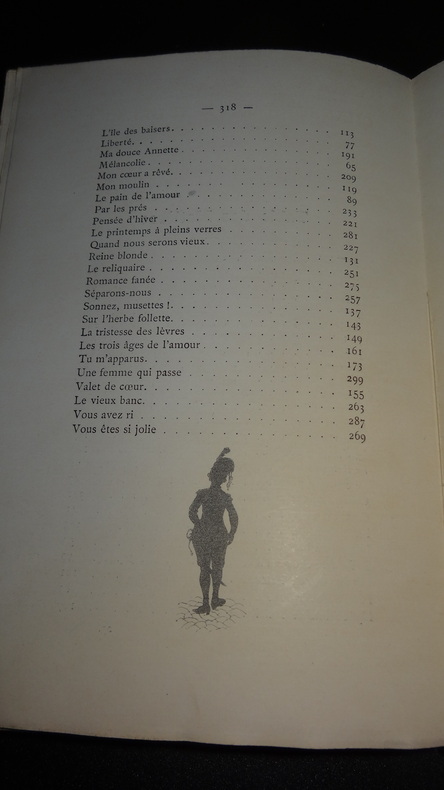 — 318 —
L'île des baisers. . . . . . . . . . . . . . 113
Liberté. . . . . . . . . . . . . . . . . 77
Ma douce Annette . . . . . . . . . . . . . 191
Mélancolie . . . . . . . . . . . . . . . . 65
Mon cœur a rêvé. . . . . . . . . . . . . . 209
Mon moulin . . . . . . . . . . . . . . . 119
Le pain de l'amour . . . . . . . . . . . . 89
Par les prés . . . . . . . . . . . . . . . 233
Pensée d'hiver . . . . . . . . . . . . . . 221
Le printemps à pleins verres . . . . . . . . . 281
Quand nous serons vieux. . . . . . . . . . . 227
Reine blonde . . . . . . . . . . . . . . . 131
Le reliquaire . . . . . . . . . . . . . . . 251
Romance fanée . . . . . . . . . . . . . . 275
Séparons-nous . . . . . . . . . . . . . . 257
Sonnez, musettes !. . . . . . . . . . . . . 137
Sur l'herbe follette. . . . . . . . . . . . . 143
La tristesse des lèvres . . . . . . . . . . . 149
Les trois âges de l'amour . . . . . . . . . . 161
Tu m'apparus. . . . . . . . . . . . . . . 173
Une femme qui passe . . . . . . . . . . . . 299
Valet de cœur. . . . . . . . . . . . . . . 155
Le vieux banc. . . . . . . . . . . . . . . 263
Vous avez ri . . . . . . . . . . . . . . . 287
Vous êtes si jolie . . . . . . . . . . . . . 269